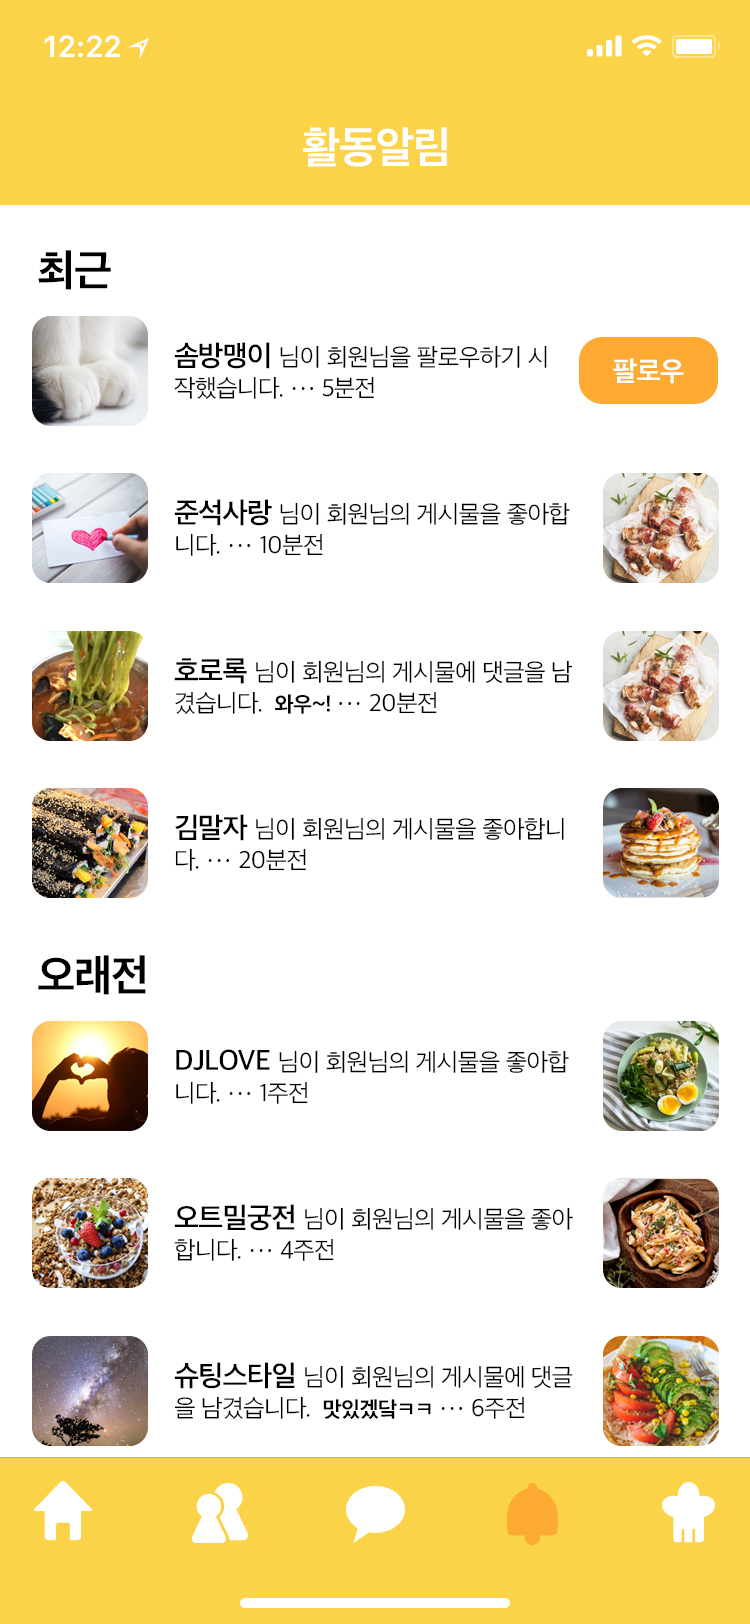 12:22
활동알림
최근
솜방맹이 님이 회원님을 팔로우하기 시
작했습니다. ··· 5분전
팔로우
준석사랑 님이 회원님의 게시물을 좋아합
니다. ··· 10분전
호로록 님이 회원님의 게시물에 댓글을 남
겼습니다. 와우~! ··· 20분전
김말자 님이 회원님의 게시물을 좋아합니
다. ··· 20분전
오래전
DJLOVE 님이 회원님의 게시물을 좋아합
니다. ··· 1주전
오트밀궁전 님이 회원님의 게시물을 좋아
합니다. ··· 4주전
슈팅스타일 님이 회원님의 게시물에 댓글
을 남겼습니다. 맛있겠닼ㅋㅋ ··· 6주전